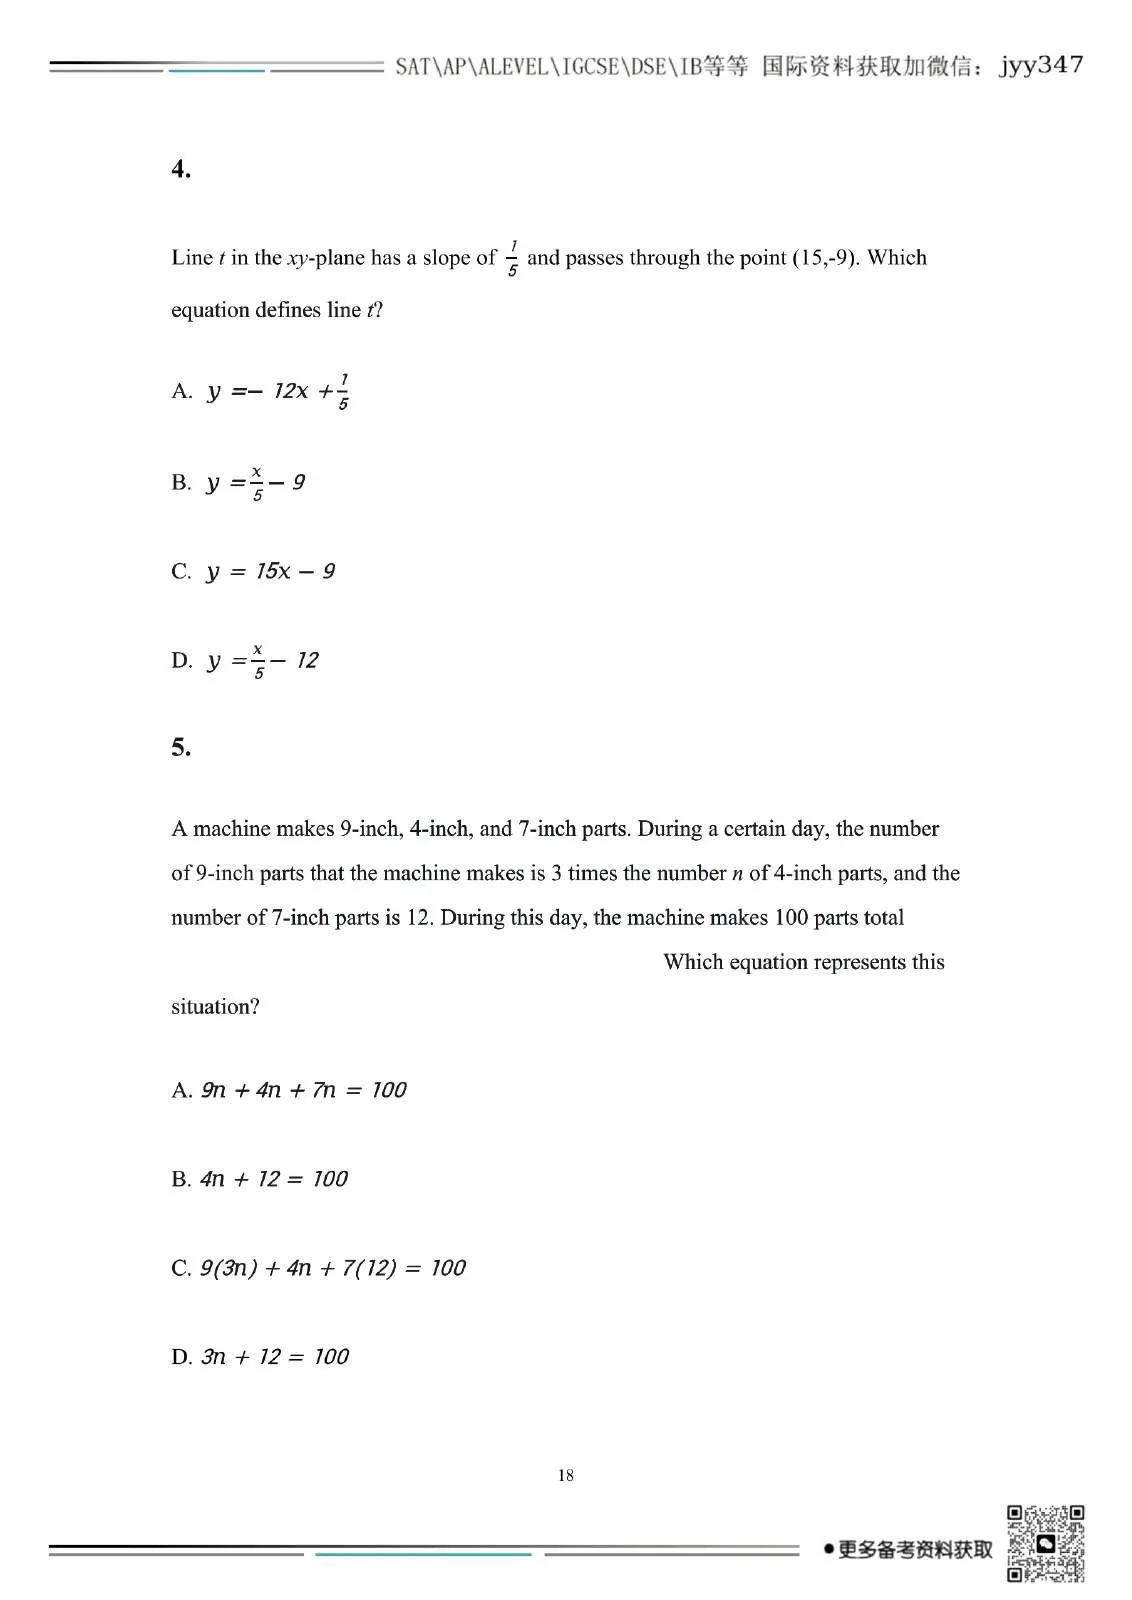 SAT\AP\ALEVEL\IGCSE\DSE\IB等等 国际资料获取加微信：jyy347
4.
Line t in the xy-plane has a slope of 1/5 and passes through the point (15,-9). Which
equation defines line t?
A. y =− 12x + 1/5
B. y = x/5 − 9
C. y = 15x − 9
D. y = x/5 − 12
5.
A machine makes 9-inch, 4-inch, and 7-inch parts. During a certain day, the number
of 9-inch parts that the machine makes is 3 times the number n of 4-inch parts, and the
number of 7-inch parts is 12. During this day, the machine makes 100 parts total
Which equation represents this
situation?
A. 9n + 4n + 7n = 100
B. 4n + 12 = 100
C. 9(3n) + 4n + 7(12) = 100
D. 3n + 12 = 100
18
●更多备考资料获取